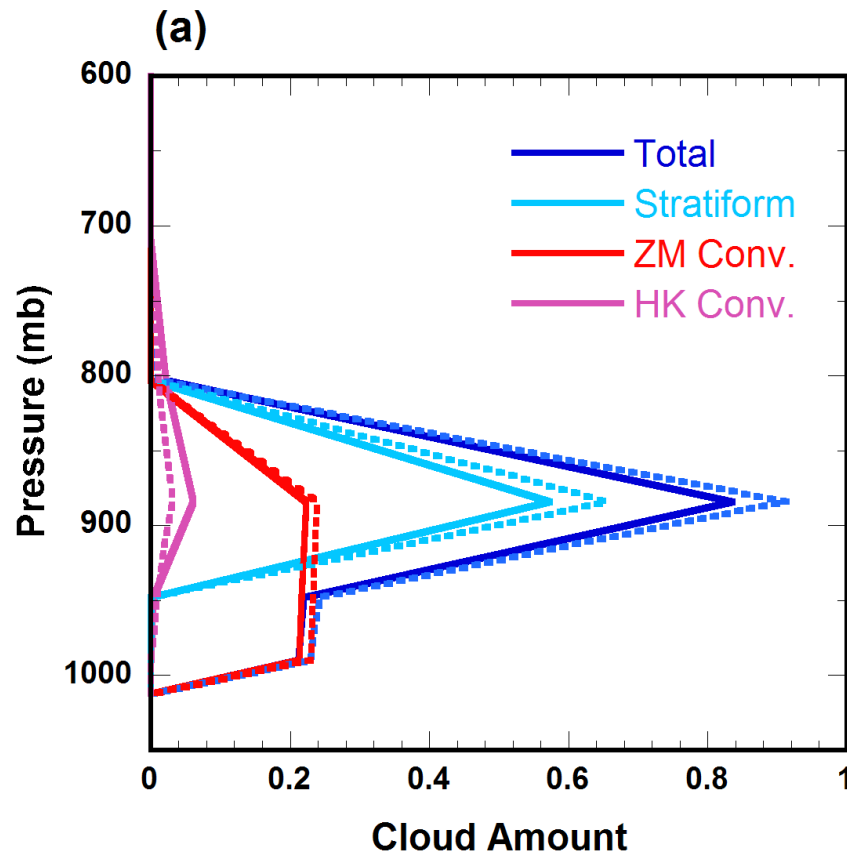 (a)
600
700
800
900
1000
Pressure (mb)
Total
Stratiform
ZM Conv.
HK Conv.
0 0.2 0.4 0.6 0.8 1
Cloud Amount